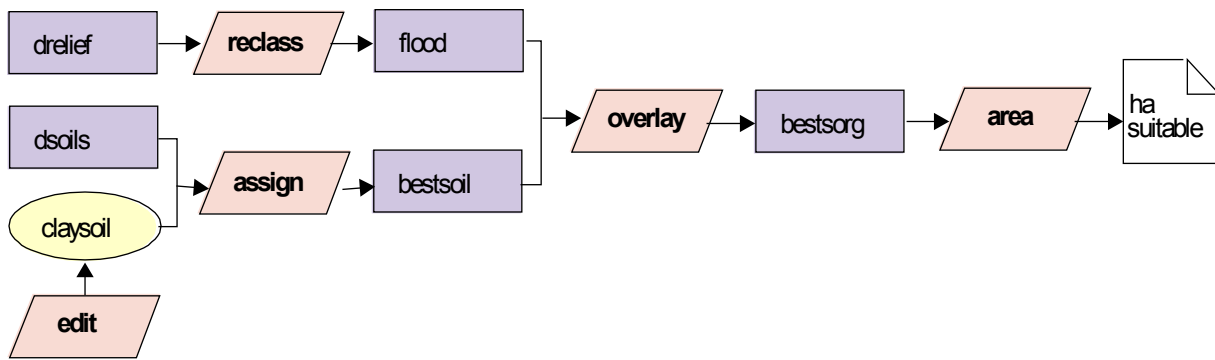 drelief
reclass
flood
dsoils
assign
bestsoil
claysoil
edit
overlay
bestsorg
area
ha
suitable